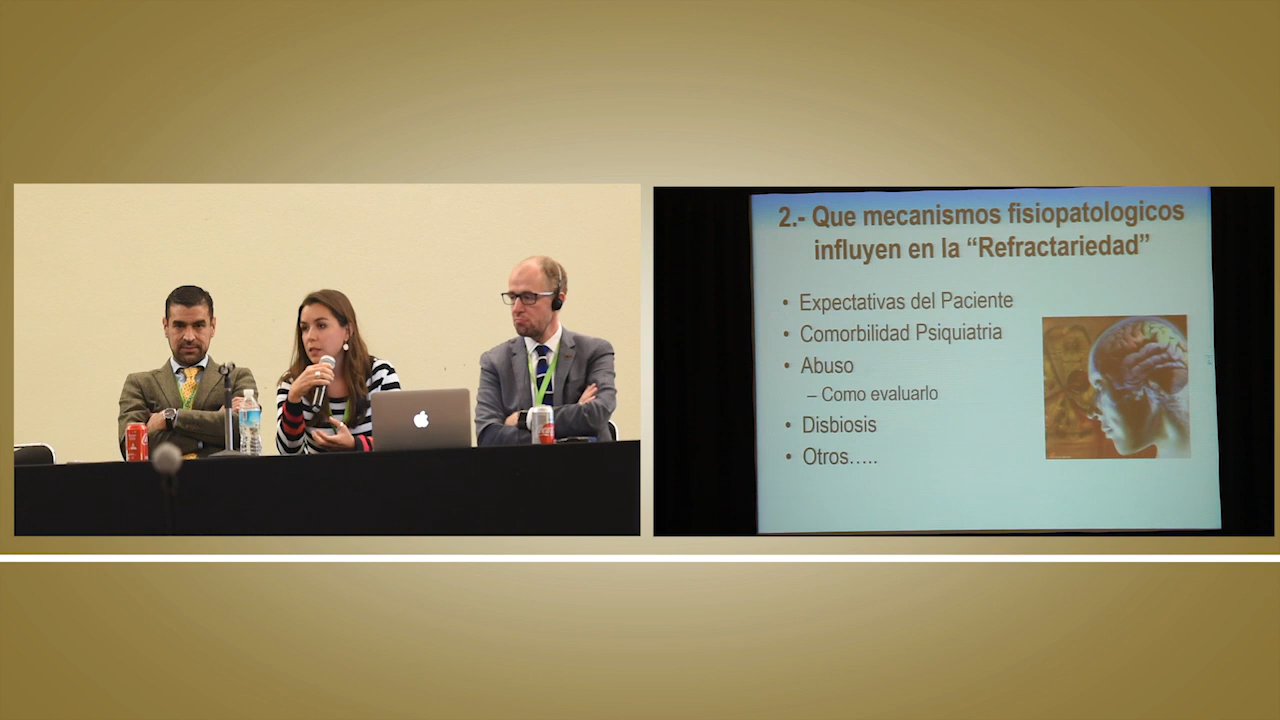 2.- Que mecanismos fisiopatologicos
influyen en la “Refractariedad”
• Expectativas del Paciente
• Comorbilidad Psiquiatria
• Abuso
– Como evaluarlo
• Disbiosis
• Otros…..